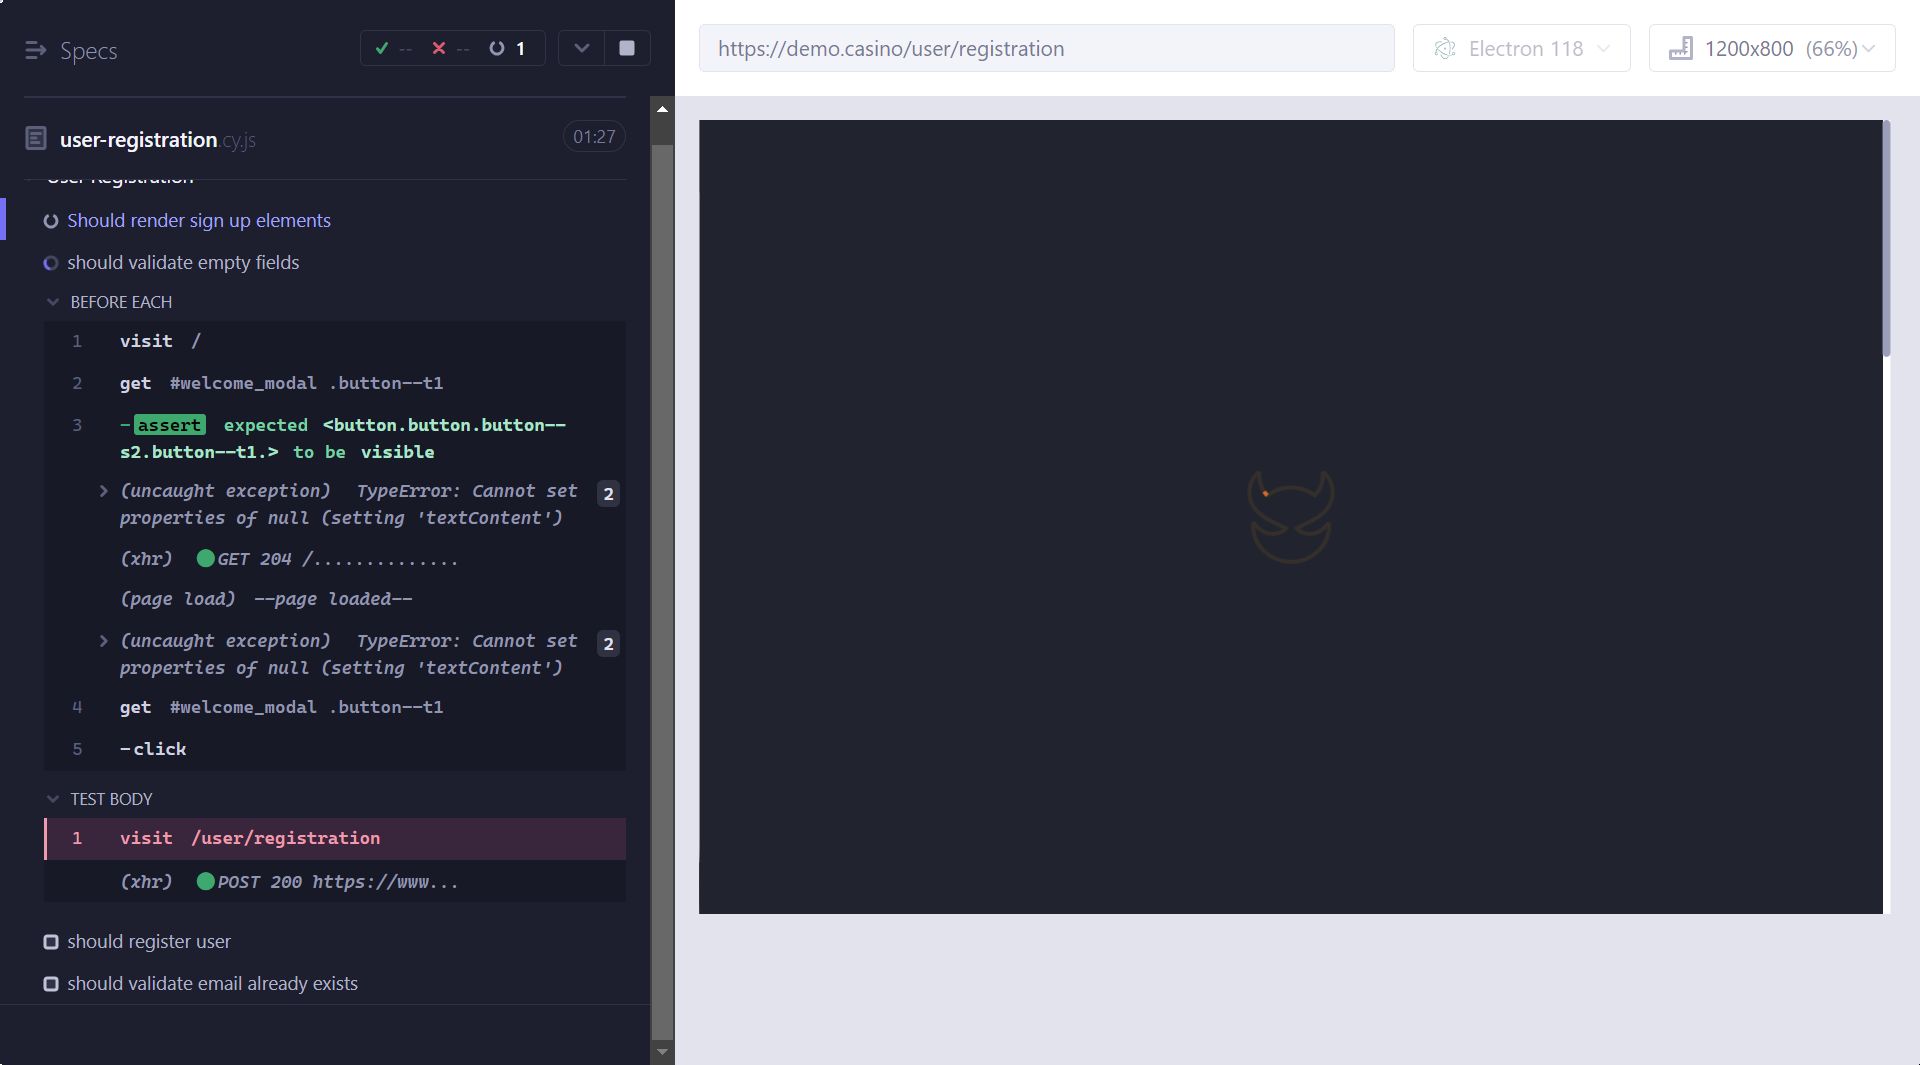 Specs
-- -- 1
user-registration.cy.js 01:27
User Registration
Should render sign up elements
should validate empty fields
BEFORE EACH
1 visit /
2 get #welcome_modal .button--t1
3 -assert expected <button.button.button--
s2.button--t1.> to be visible
(uncaught exception) TypeError: Cannot set 2
properties of null (setting 'textContent')
(xhr) GET 204 /..............
(page load) --page loaded--
(uncaught exception) TypeError: Cannot set 2
properties of null (setting 'textContent')
4 get #welcome_modal .button--t1
5 -click
TEST BODY
1 visit /user/registration
(xhr) POST 200 https://www...
should register user
should validate email already exists
https://demo.casino/user/registration
Electron 118
1200x800 (66%)